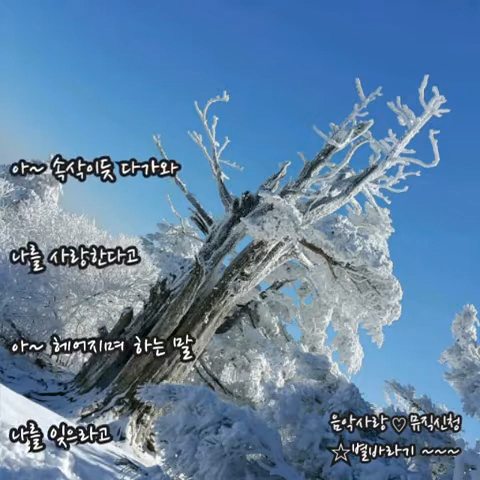 아~ 속삭이듯 다가와
나를 사랑한다고
아~ 헤어지며 하는 말
나를 잊으라고
음악사랑 ♡ 뮤직신청
☆별바라기 ~~~